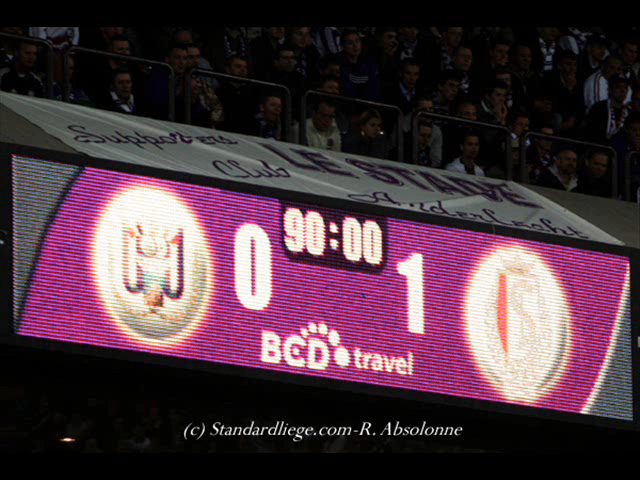 Supporters
Club
LE STADE
Anderlecht
90:00
0
1
BCD travel
(c) Standardliege.com-R. Absolonne